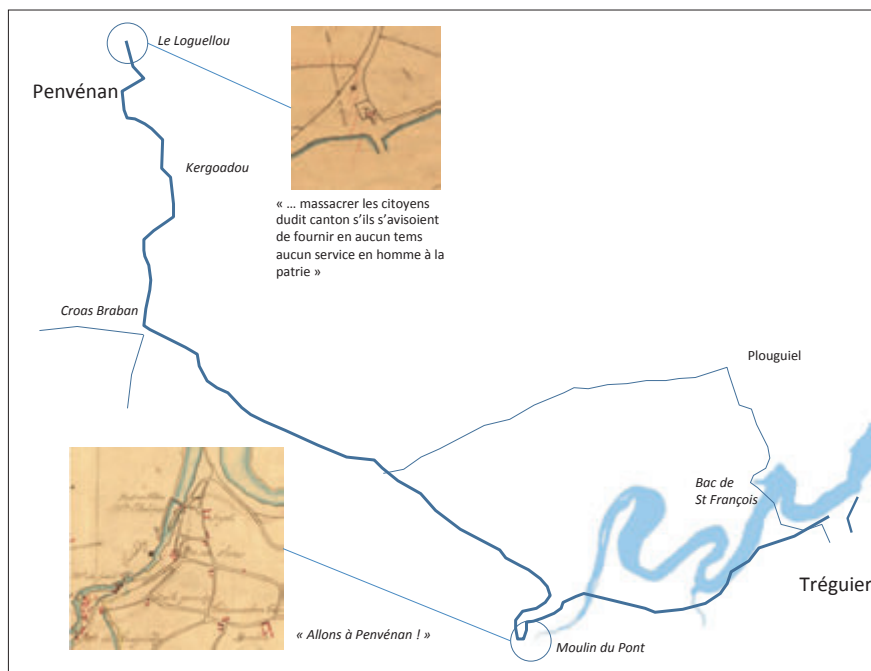 Le Loguellou
Penvénan
Kergoadou
« … massacrer les citoyens
dudit canton s’ils s’avisoient
de fournir en aucun tems
aucun service en homme à la
patrie »
Croas Braban
Plouguiel
Bac de
St François
Tréguier
« Allons à Penvénan ! »
Moulin du Pont